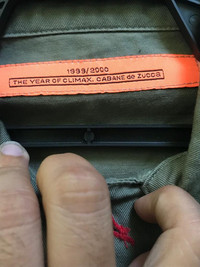 1999/2000
THE YEAR OF CLIMAX. CABANE de ZUCCa